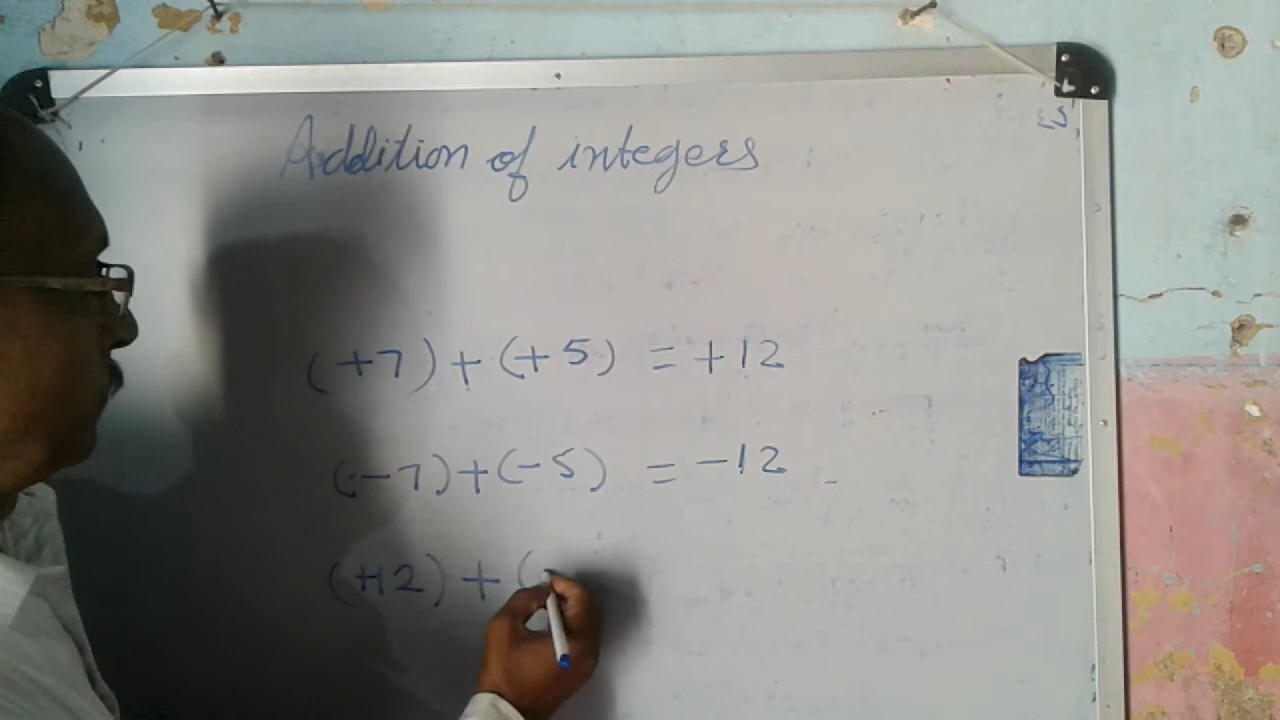 Addition of integers
(+7) + (+5) = +12
(-7) + (-5) = -12
(+12) + (